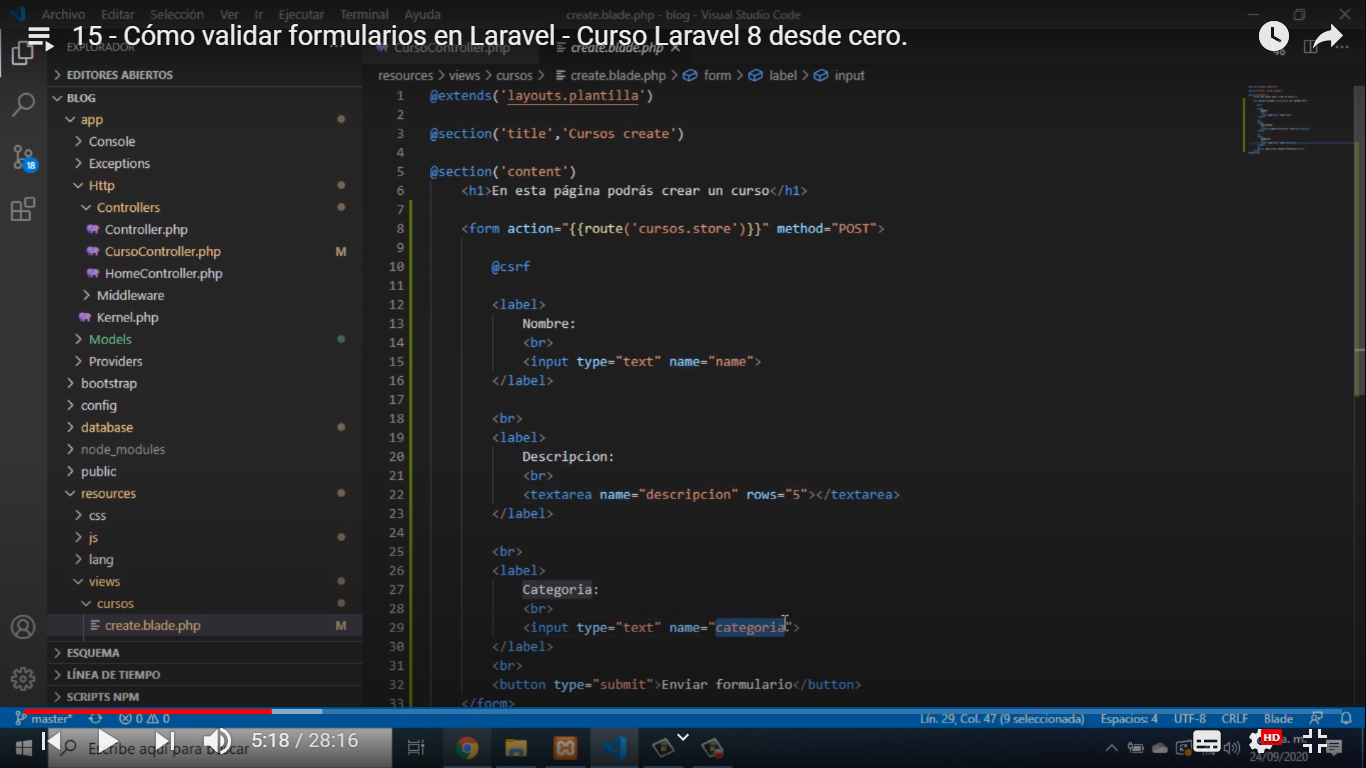 Archivo Editar Selección Ver Ir Ejecutar Terminal Ayuda create.blade.php - blog - Visual Studio Code
15 - Cómo validar formularios en Laravel - Curso Laravel 8 desde cero.
EXPLORADOR
CursoController.php create.blade.php
EDITORES ABIERTOS
BLOG
app
Console
Exceptions
Http
Controllers
Controller.php
CursoController.php M
HomeController.php
Middleware
Kernel.php
Models
Providers
bootstrap
config
database
node_modules
public
resources
css
js
lang
views
cursos
create.blade.php M
ESQUEMA
LÍNEA DE TIEMPO
SCRIPTS NPM
18
resources > views > cursos > create.blade.php > form > label > input
1 @extends('layouts.plantilla')
2
3 @section('title','Cursos create')
4
5 @section('content')
6 <h1>En esta página podrás crear un curso</h1>
7
8 <form action="{{route('cursos.store')}}" method="POST">
9
10 @csrf
11
12 <label>
13 Nombre:
14 <br>
15 <input type="text" name="name">
16 </label>
17
18 <br>
19 <label>
20 Descripcion:
21 <br>
22 <textarea name="descripcion" rows="5"></textarea>
23 </label>
24
25 <br>
26 <label>
27 Categoria:
28 <br>
29 <input type="text" name="categoria">
30 </label>
31 <br>
32 <button type="submit">Enviar formulario</button>
33 </form>
master* 0 0 Lín. 29, Col. 47 (9 seleccionada) Espacios: 4 UTF-8 CRLF Blade
Escribe aquí para buscar
5:18 / 28:16
HD
a. m.
24/09/2020